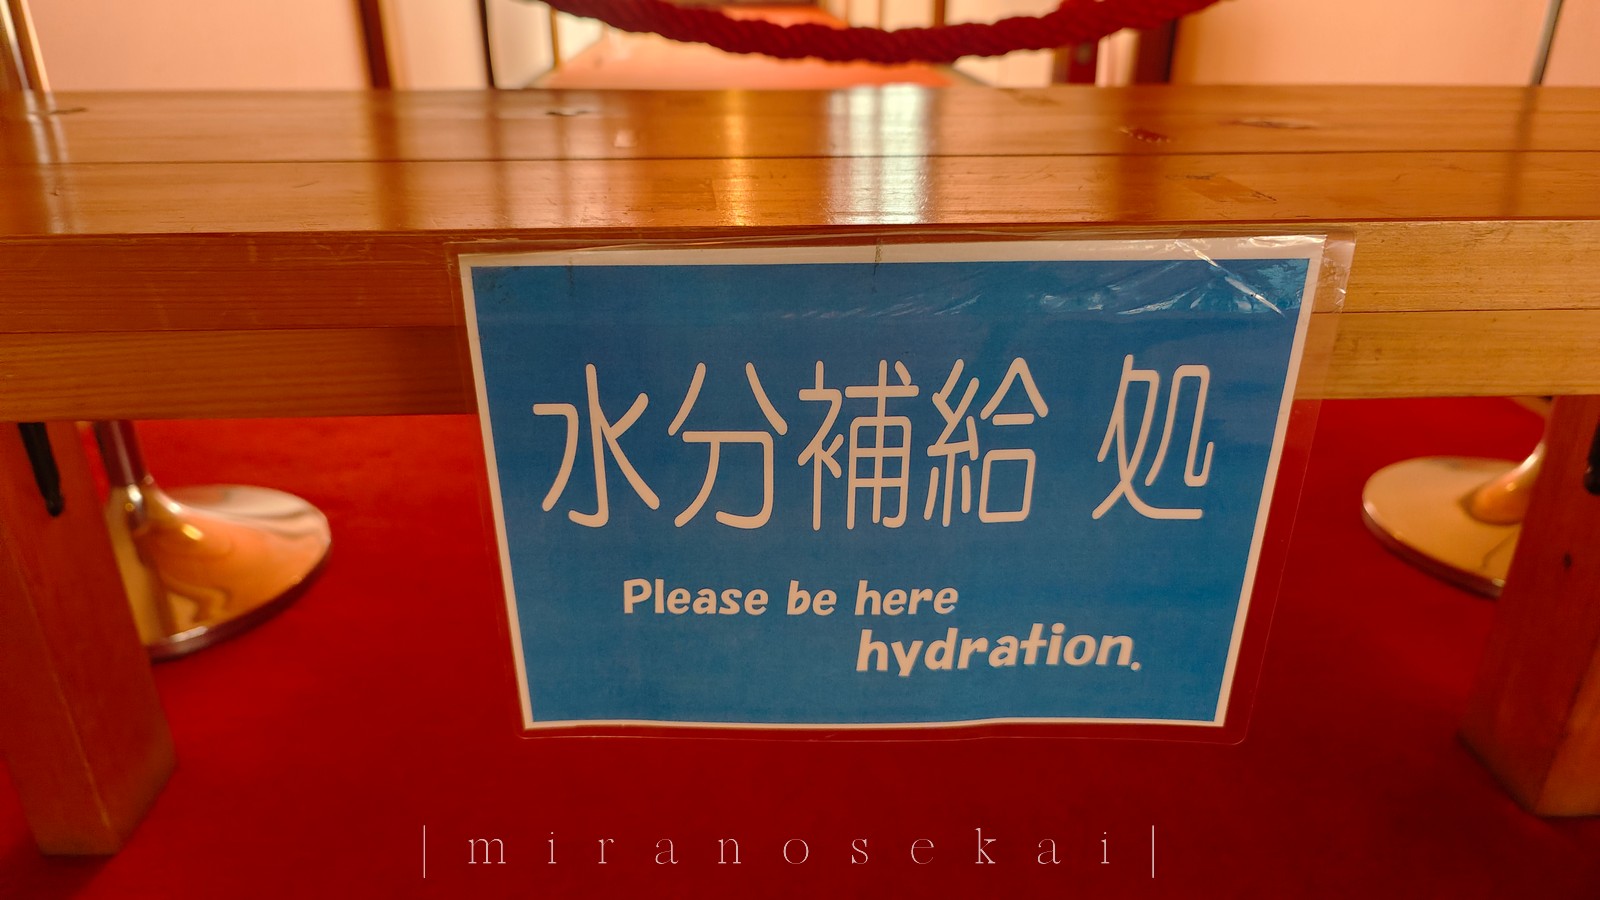 水分補給 処
Please be here
hydration.
| m i r a n o s e k a i |